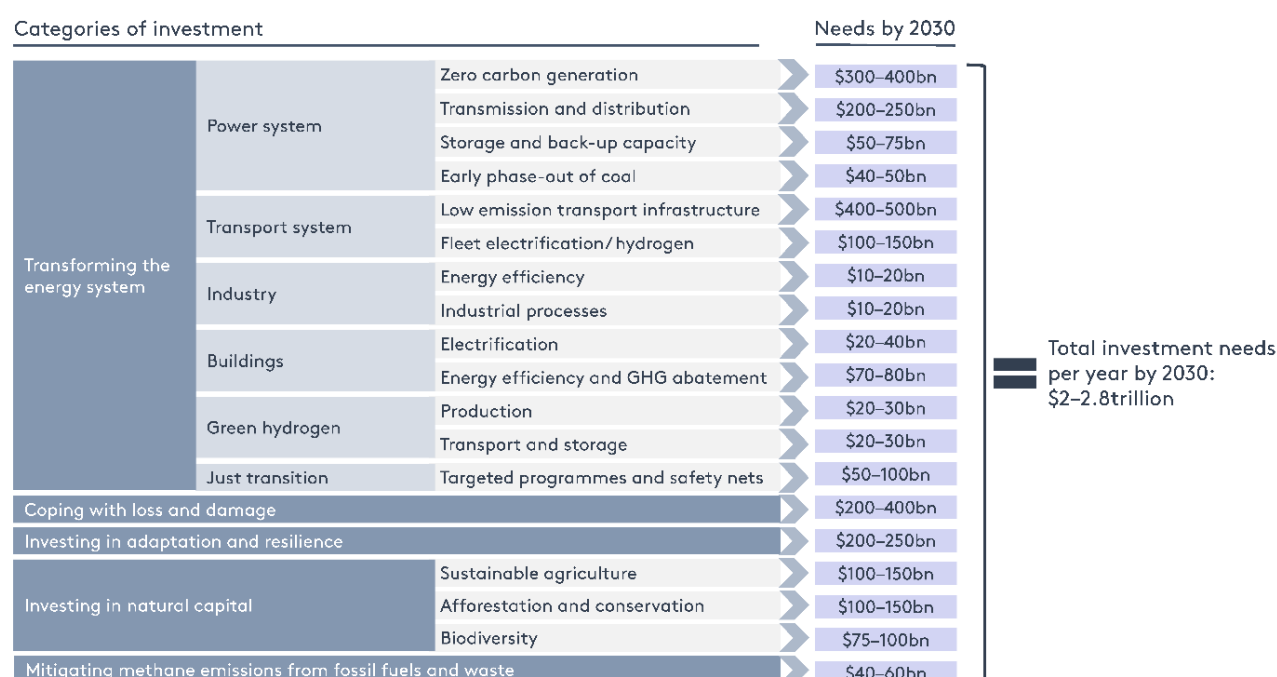 Categories of investment
Needs by 2030
Zero carbon generation
$300–400bn
Transmission and distribution
$200–250bn
Power system
Storage and back-up capacity
$50–75bn
Early phase-out of coal
$40–50bn
Low emission transport infrastructure
$400–500bn
Transport system
Fleet electrification/hydrogen
$100–150bn
Transforming the
energy system
Energy efficiency
$10–20bn
Industry
Industrial processes
$10–20bn
Electrification
$20–40bn
Buildings
Energy efficiency and GHG abatement
$70–80bn
Production
$20–30bn
Green hydrogen
Transport and storage
$20–30bn
Just transition
Targeted programmes and safety nets
$50–100bn
Coping with loss and damage
$200–400bn
Investing in adaptation and resilience
$200–250bn
Sustainable agriculture
$100–150bn
Investing in natural capital
Afforestation and conservation
$100–150bn
Biodiversity
$75–100bn
Mitigating methane emissions from fossil fuels and waste
$40–60bn
Total investment needs
per year by 2030:
$2–2.8trillion